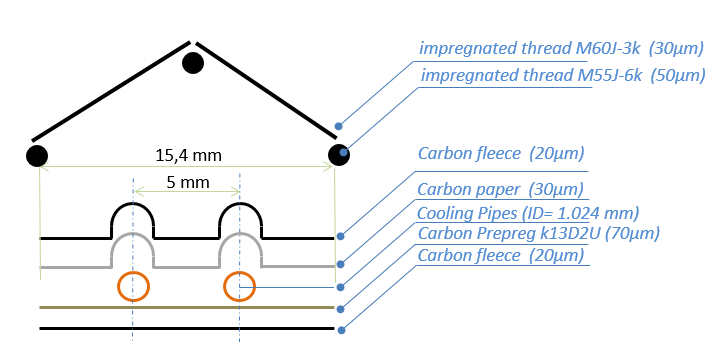 impregnated thread M60J-3k (30µm)
impregnated thread M55J-6k (50µm)
15,4 mm
Carbon fleece (20µm)
5 mm
Carbon paper (30µm)
Cooling Pipes (ID= 1.024 mm)
Carbon Prepreg k13D2U (70µm)
Carbon fleece (20µm)